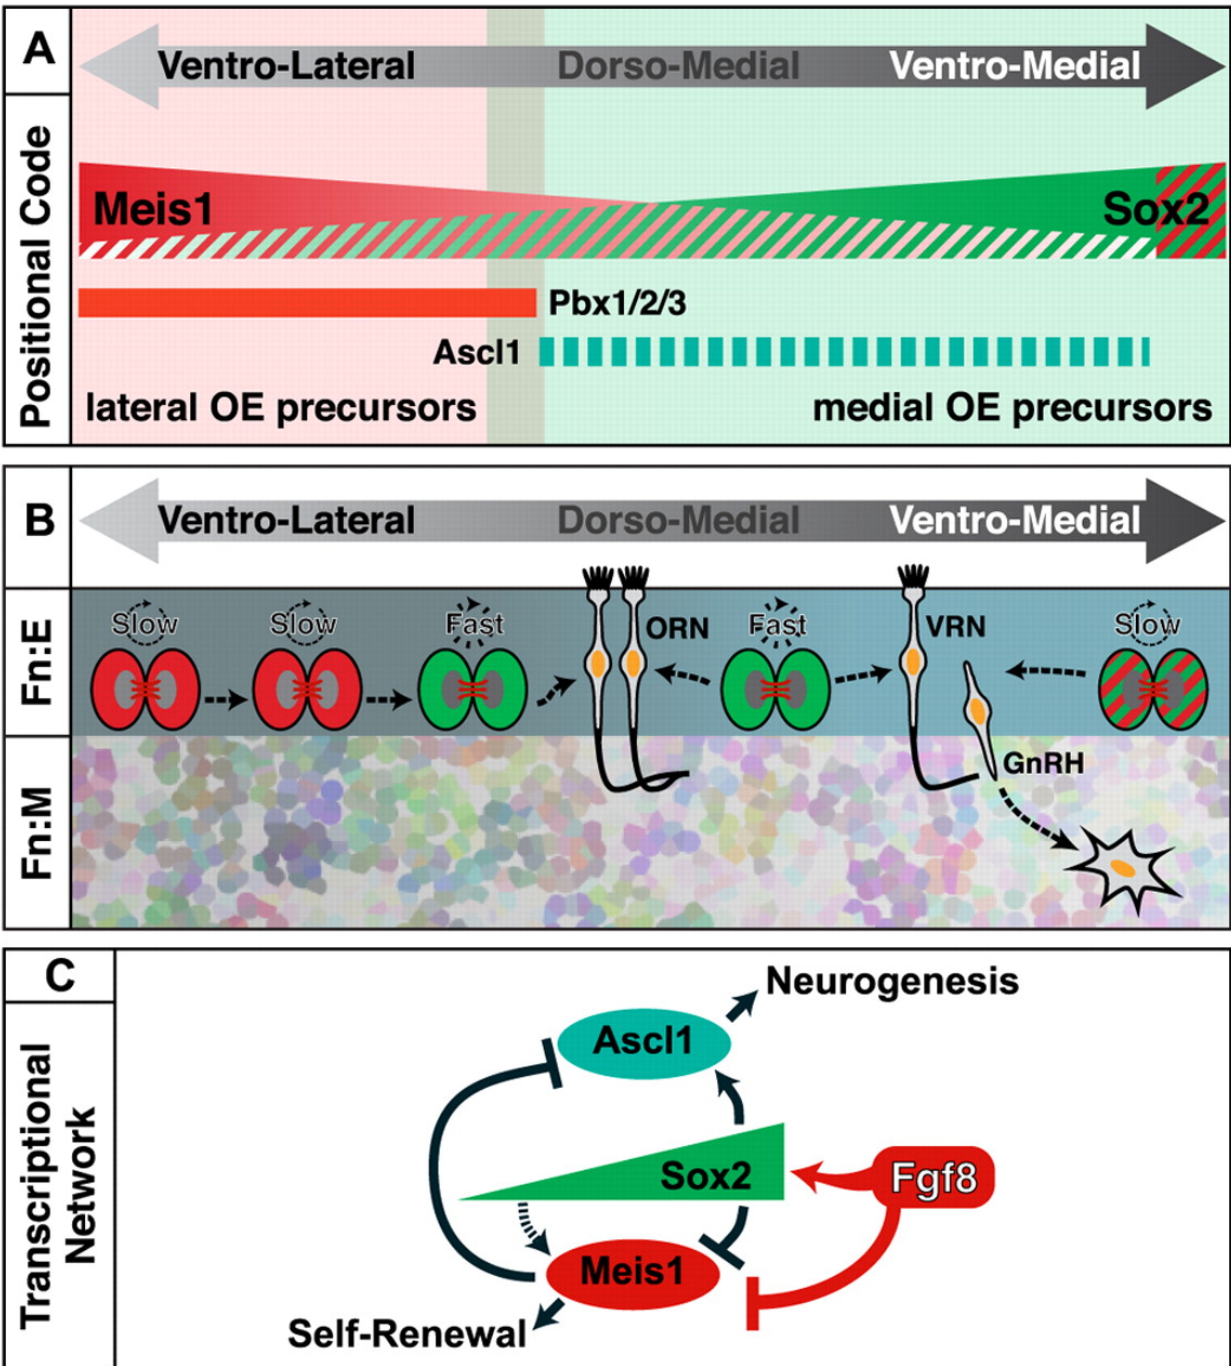 A
Ventro-Lateral Dorso-Medial Ventro-Medial
Positional Code
Meis1 Sox2
Pbx1/2/3
Ascl1
lateral OE precursors medial OE precursors
B
Ventro-Lateral Dorso-Medial Ventro-Medial
Fn:E
Slow Slow Fast ORN Fast VRN Slow
Fn:M
GnRH
C
Transcriptional
Network
Neurogenesis
Ascl1
Sox2
Fgf8
Meis1
Self-Renewal